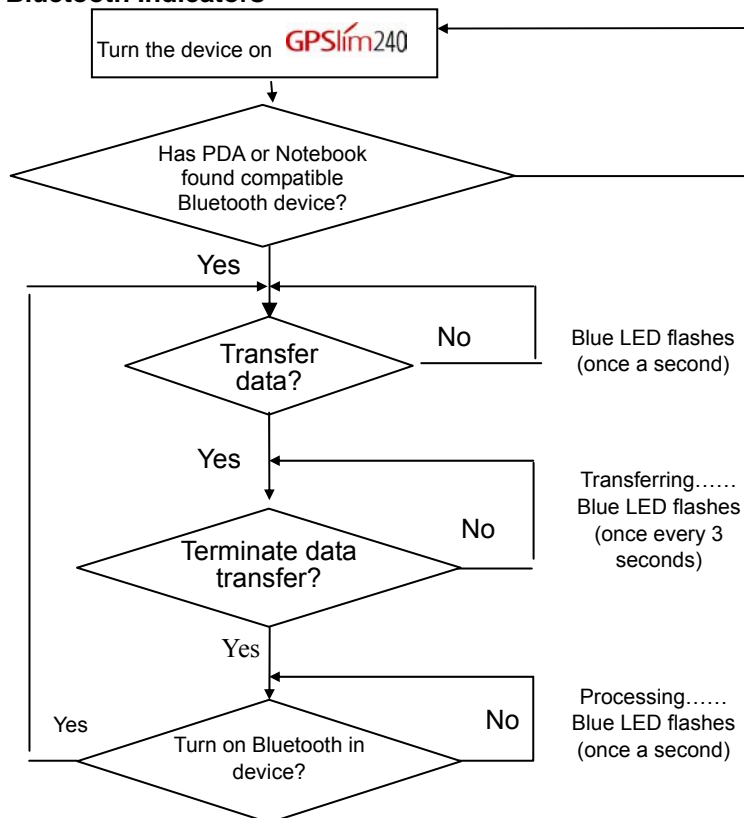 Bluetooth Indicators
Turn the device on GPSlim240
Has PDA or Notebook
found compatible
Bluetooth device?
Yes
Transfer
data?
No
Blue LED flashes
(once a second)
Yes
Terminate data
transfer?
No
Transferring……
Blue LED flashes
(once every 3
seconds)
Yes
Turn on Bluetooth in
device?
Yes
No
Processing……
Blue LED flashes
(once a second)